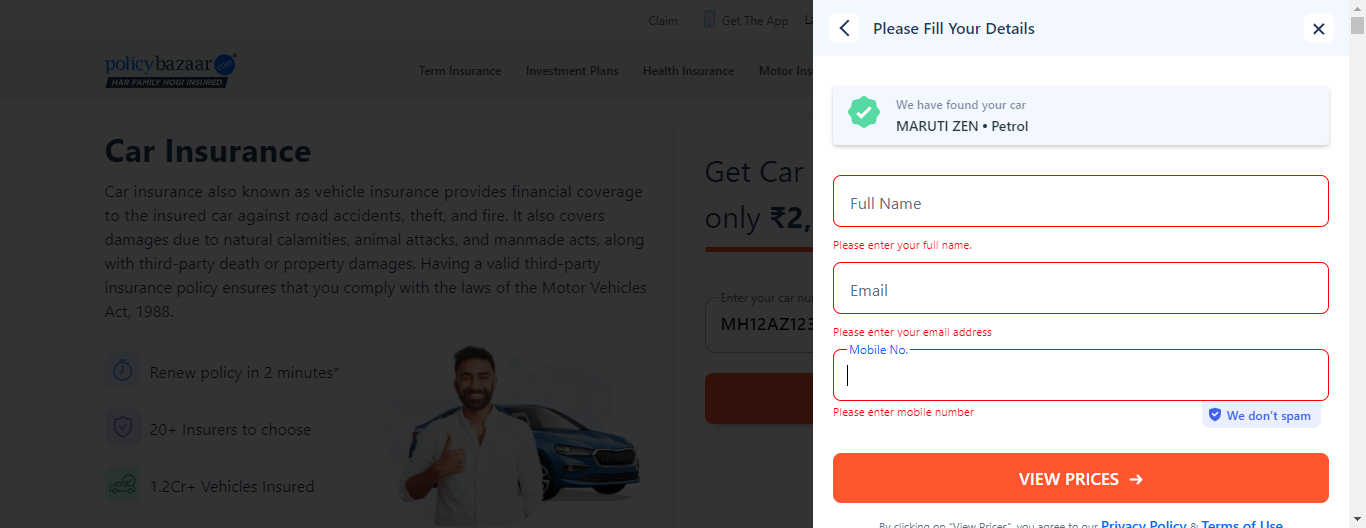 Claim
Get The App
policybazaar.com
HAR FAMILY HOGI INSURED
Term Insurance
Investment Plans
Health Insurance
Motor Ins
Car Insurance
Car insurance also known as vehicle insurance provides financial coverage
to the insured car against road accidents, theft, and fire. It also covers
damages due to natural calamities, animal attacks, and manmade acts, along
with third-party death or property damages. Having a valid third-party
insurance policy ensures that you comply with the laws of the Motor Vehicles
Act, 1988.
Renew policy in 2 minutes*
20+ Insurers to choose
1.2Cr+ Vehicles Insured
Get Car
only ₹2,
Enter your car nu
MH12AZ123
Please Fill Your Details
We have found your car
MARUTI ZEN • Petrol
Full Name
Please enter your full name.
Email
Please enter your email address
Mobile No.
Please enter mobile number
We don't spam
VIEW PRICES →
By clicking on "View Prices", you agree to our Privacy Policy & Terms of Use